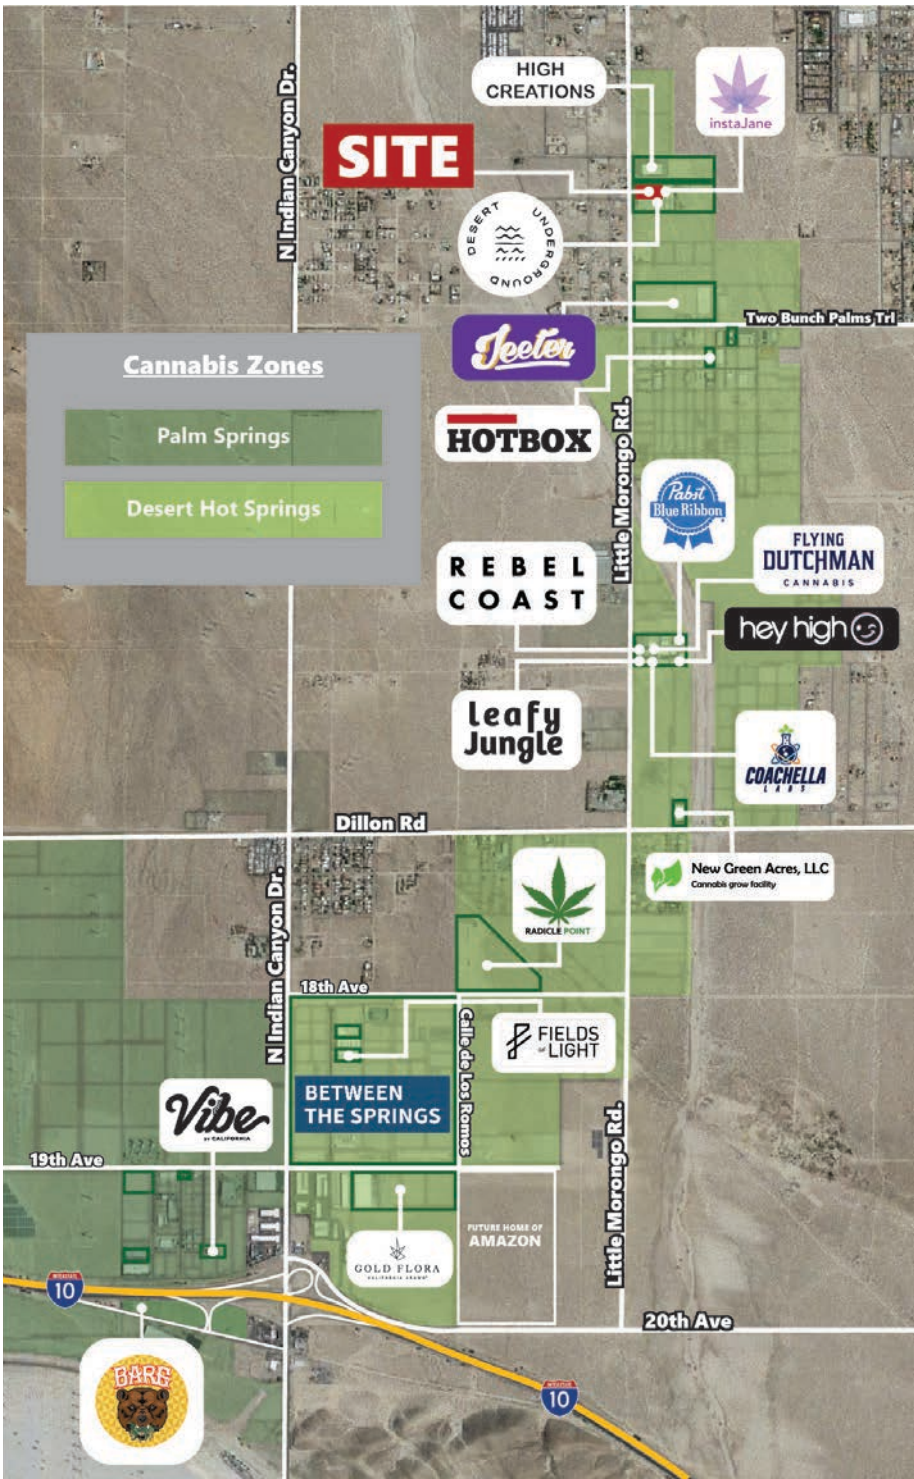 HIGH
CREATIONS
instaJane
SITE
N Indian Canyon Dr.
DESERT UNDERGROUND
Two Bunch Palms Trl
Jeeter
Cannabis Zones
Palm Springs
Desert Hot Springs
HOTBOX
Little Morongo Rd.
Pabst
Blue Ribbon
FLYING
DUTCHMAN
CANNABIS
REBEL
COAST
hey high
Leafy
Jungle
COACHELLA
LABS
Dillon Rd
New Green Acres, LLC
Cannabis grow facility
RADICLE POINT
N Indian Canyon Dr.
18th Ave
Calle de Los Romos
FIELDS
OF LIGHT
BETWEEN
THE SPRINGS
Vibe
BY CALIFORNIA
Little Morongo Rd.
19th Ave
FUTURE HOME OF
AMAZON
GOLD FLORA
INTERSTATE
10
20th Ave
BARE
INTERSTATE
10